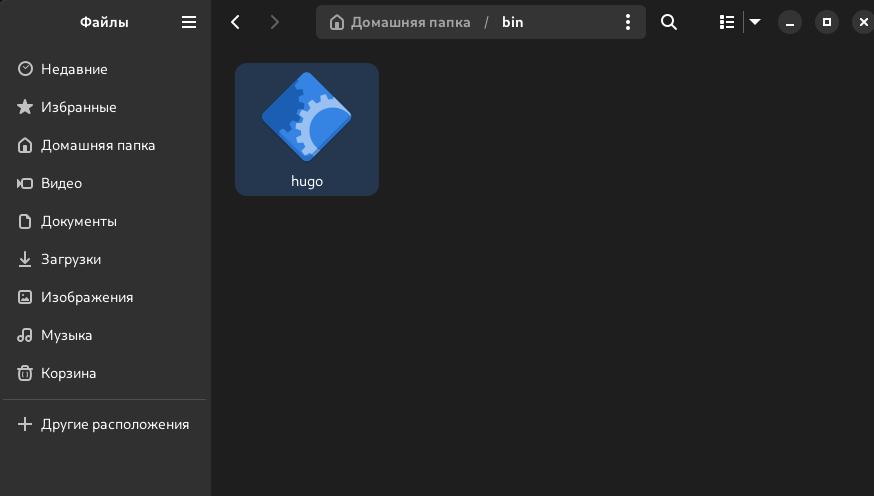 Файлы
Домашняя папка / bin
Недавние
Избранные
Домашняя папка
Видео
Документы
Загрузки
Изображения
Музыка
Корзина
Другие расположения
hugo